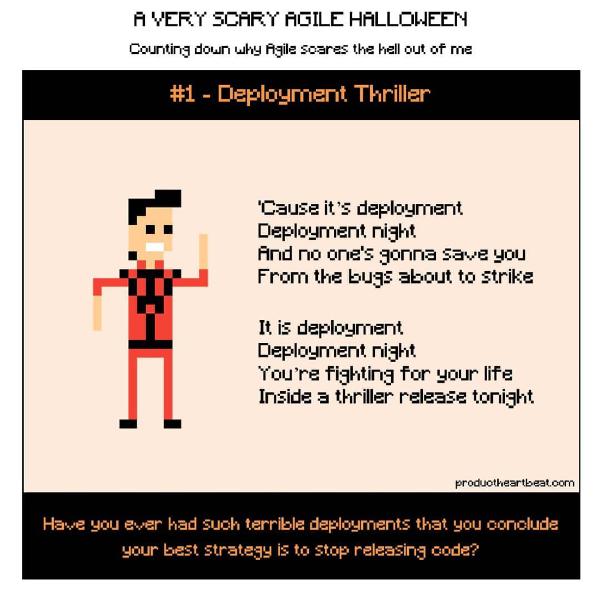 A VERY SCARY AGILE HALLOWEEN
Counting down why Agile scares the hell out of me
#1 - Deployment Thriller
'Cause it's deployment
Deployment night
And no one's gonna save you
From the bugs about to strike
It is deployment
Deployment night
You're fighting for your life
Inside a thriller release tonight
productheartbeat.com
Have you ever had such terrible deployments that you conclude
your best strategy is to stop releasing code?